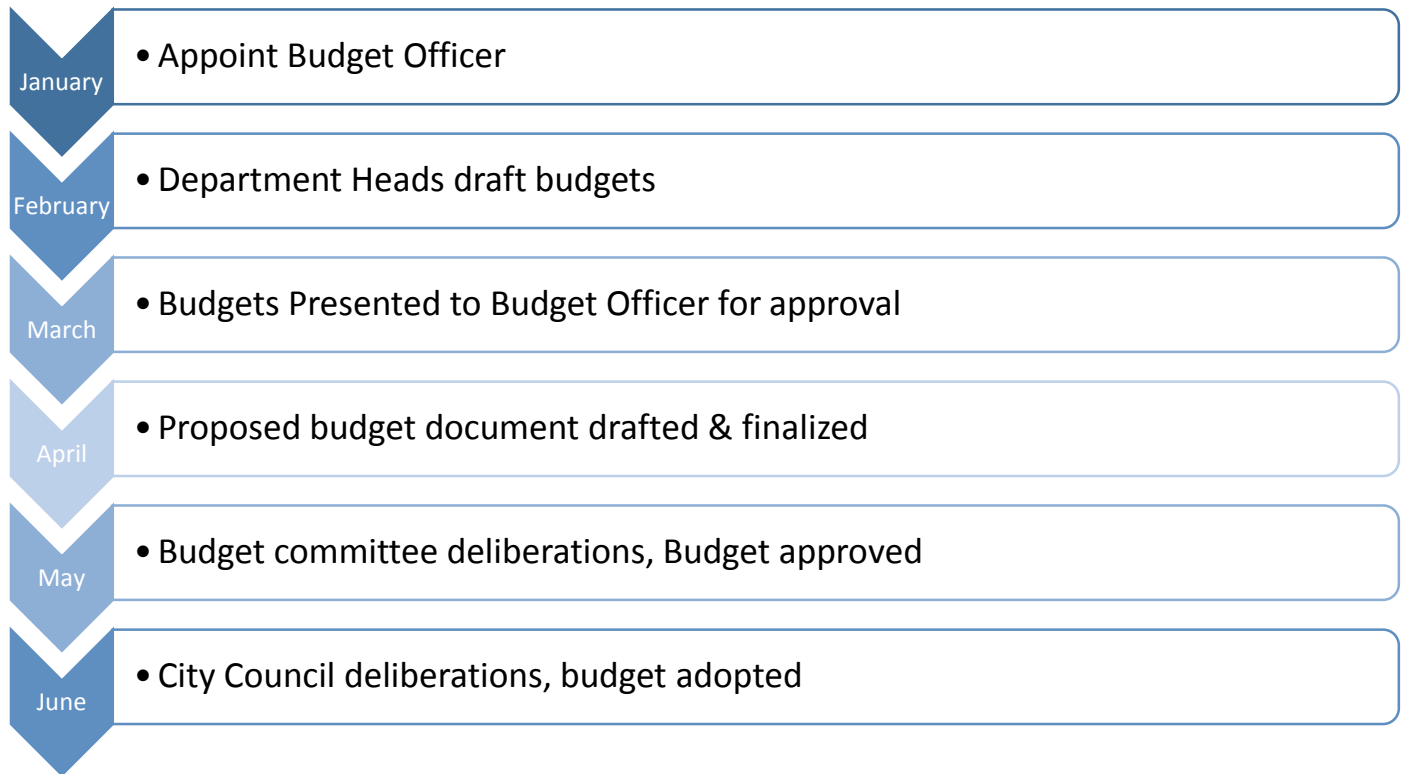 January
• Appoint Budget Officer
February
• Department Heads draft budgets
March
• Budgets Presented to Budget Officer for approval
April
• Proposed budget document drafted & finalized
May
• Budget committee deliberations, Budget approved
June
• City Council deliberations, budget adopted